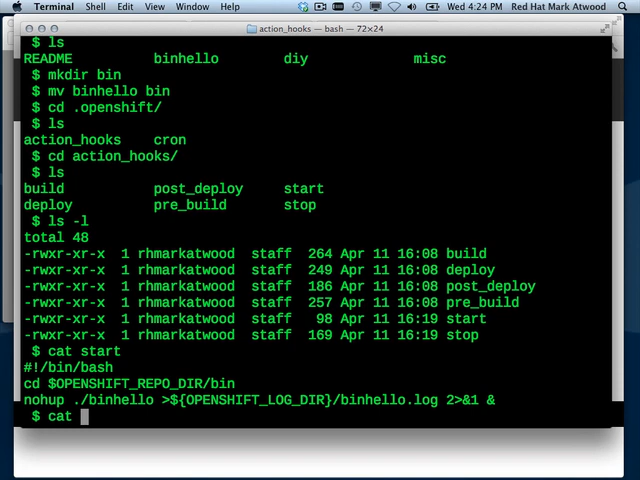 Terminal Shell Edit View Window Help Wed 4:24 PM Red Hat Mark Atwood
action_hooks — bash — 72×24
$ ls
README binhello diy misc
$ mkdir bin
$ mv binhello bin
$ cd .openshift/
$ ls
action_hooks cron
$ cd action_hooks/
$ ls
build post_deploy start
deploy pre_build stop
$ ls -l
total 48
-rwxr-xr-x 1 rhmarkatwood staff 264 Apr 11 16:08 build
-rwxr-xr-x 1 rhmarkatwood staff 249 Apr 11 16:08 deploy
-rwxr-xr-x 1 rhmarkatwood staff 186 Apr 11 16:08 post_deploy
-rwxr-xr-x 1 rhmarkatwood staff 257 Apr 11 16:08 pre_build
-rwxr-xr-x 1 rhmarkatwood staff 98 Apr 11 16:19 start
-rwxr-xr-x 1 rhmarkatwood staff 169 Apr 11 16:19 stop
$ cat start
#!/bin/bash
cd $OPENSHIFT_REPO_DIR/bin
nohup ./binhello >${OPENSHIFT_LOG_DIR}/binhello.log 2>&1 &
$ cat